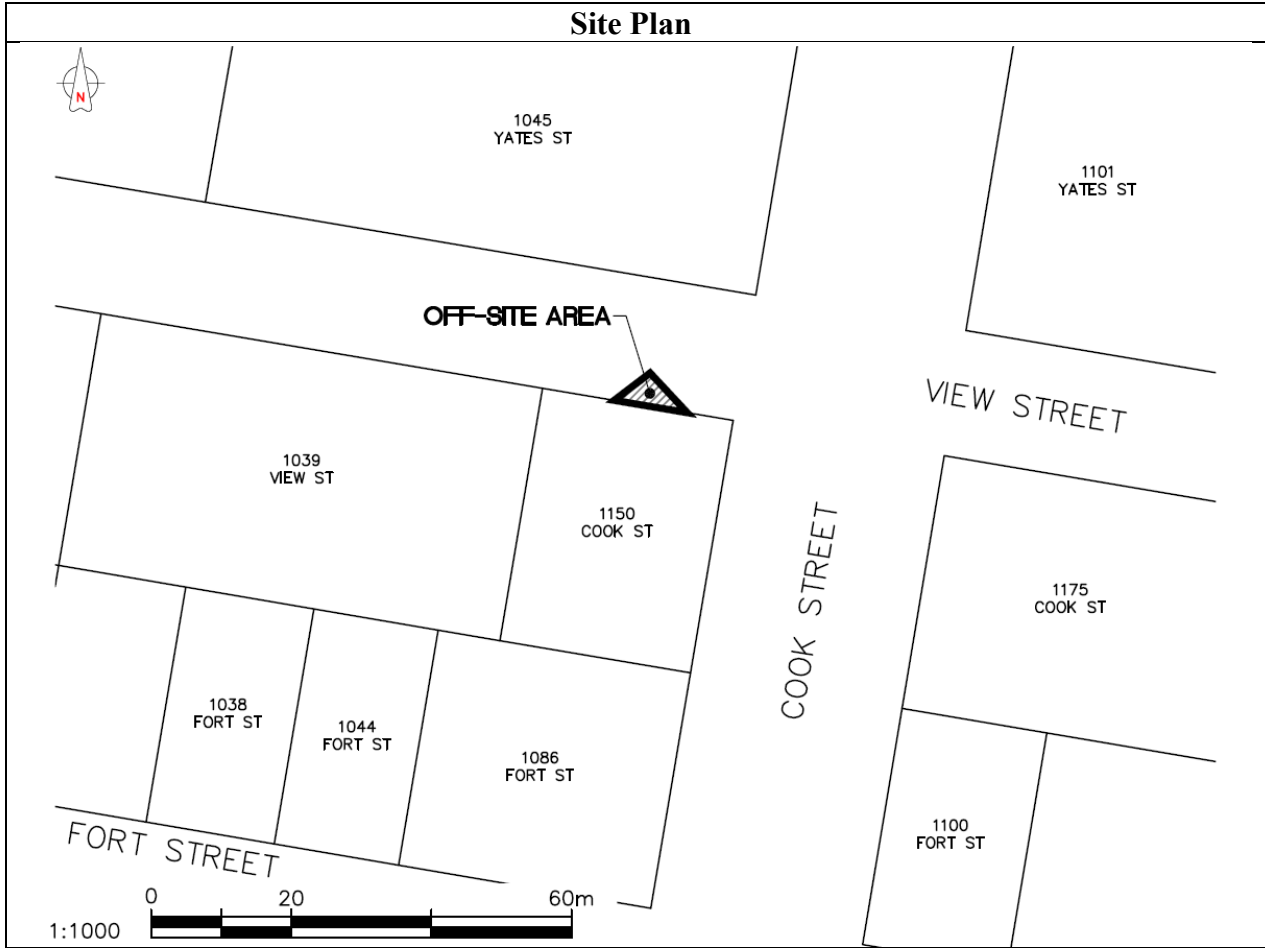 Site Plan
N
1045
YATES ST
1101
YATES ST
OFF-SITE AREA
VIEW STREET
1039
VIEW ST
1150
COOK ST
COOK STREET
1175
COOK ST
1038
FORT ST
1044
FORT ST
1086
FORT ST
1100
FORT ST
FORT STREET
0 20 60m
1:1000